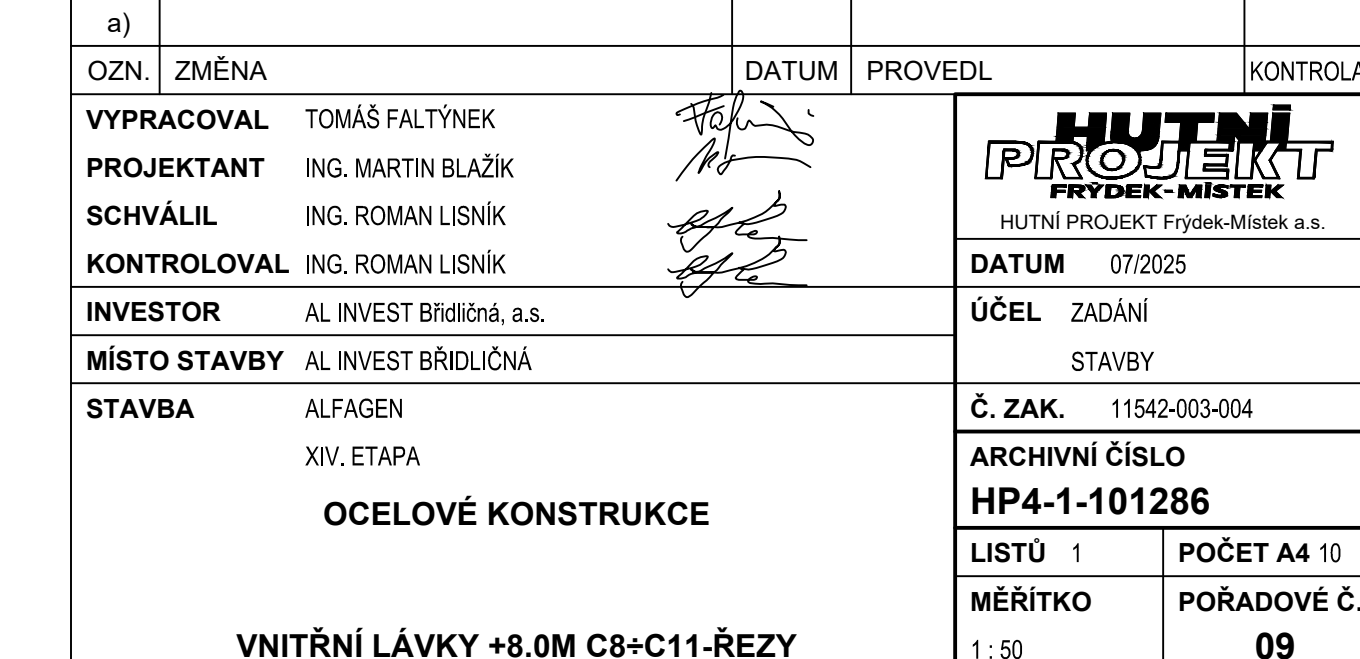 a)
OZN. ZMĚNA DATUM PROVEDL KONTROLA
VYPRACOVAL TOMÁŠ FALTÝNEK
PROJEKTANT ING. MARTIN BLAŽÍK
SCHVÁLIL ING. ROMAN LISNÍK
KONTROLOVAL ING. ROMAN LISNÍK
INVESTOR AL INVEST Břidličná, a.s.
MÍSTO STAVBY AL INVEST BŘIDLIČNÁ
STAVBA ALFAGEN
XIV. ETAPA
OCELOVÉ KONSTRUKCE
VNITŘNÍ LÁVKY +8.0M C8÷C11-ŘEZY
HUTNÍ
PROJEKT
FRÝDEK-MÍSTEK
HUTNÍ PROJEKT Frýdek-Místek a.s.
DATUM 07/2025
ÚČEL ZADÁNÍ
STAVBY
Č. ZAK. 11542-003-004
ARCHIVNÍ ČÍSLO
HP4-1-101286
LISTŮ 1 POČET A4 10
MĚŘÍTKO POŘADOVÉ Č.
1 : 50 09